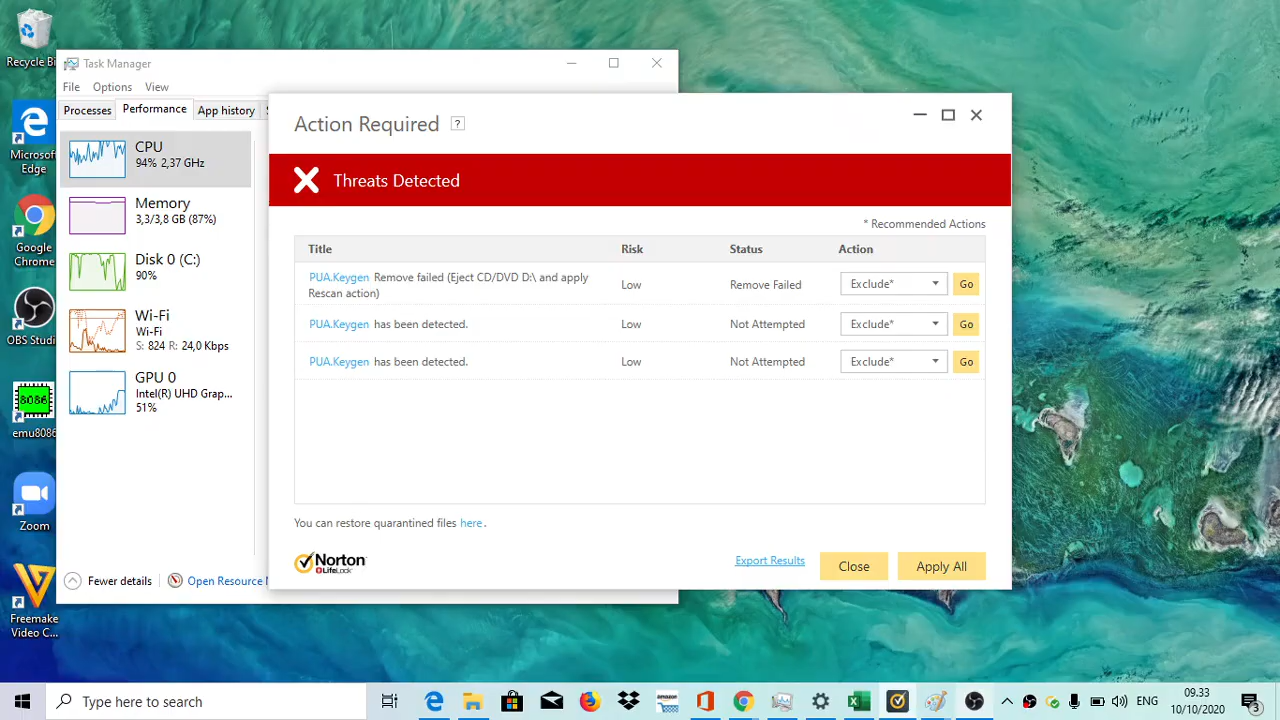 Recycle Bi
Microsof
Edge
Google
Chrome
OBS Studi
8086
emu8086
Zoom
Freemake
Video C...
Task Manager
File Options View
Processes Performance App history
CPU
94% 2,37 GHz
Memory
3,3/3,8 GB (87%)
Disk 0 (C:)
90%
Wi-Fi
Wi-Fi
S: 824 R: 24,0 Kbps
GPU 0
Intel(R) UHD Grap...
51%
Fewer details Open Resource
Action Required ?
Threats Detected
* Recommended Actions
Title Risk Status Action
PUA.Keygen Remove failed (Eject CD/DVD D:\ and apply
Rescan action) Low Remove Failed Exclude* Go
PUA.Keygen has been detected. Low Not Attempted Exclude* Go
PUA.Keygen has been detected. Low Not Attempted Exclude* Go
You can restore quarantined files here.
Norton
LifeLock
Export Results Close Apply All
Type here to search
ENG
09.33
10/10/2020
3